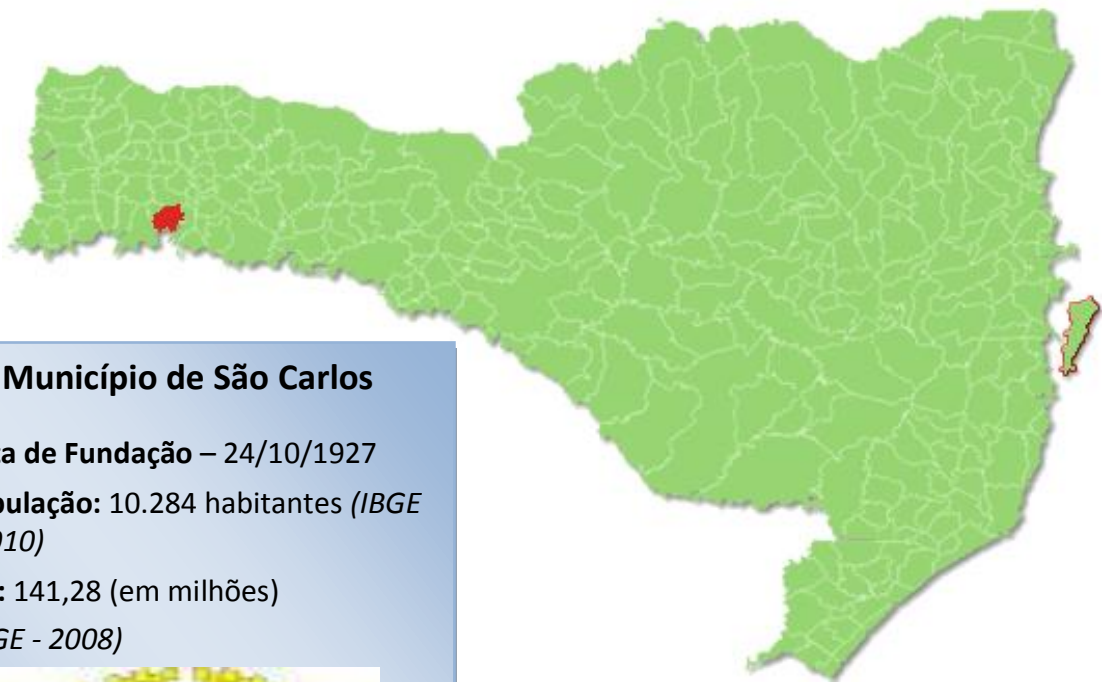 Município de São Carlos
ta de Fundação – 24/10/1927
pulação: 10.284 habitantes (IBGE
010)
: 141,28 (em milhões)
GE - 2008)